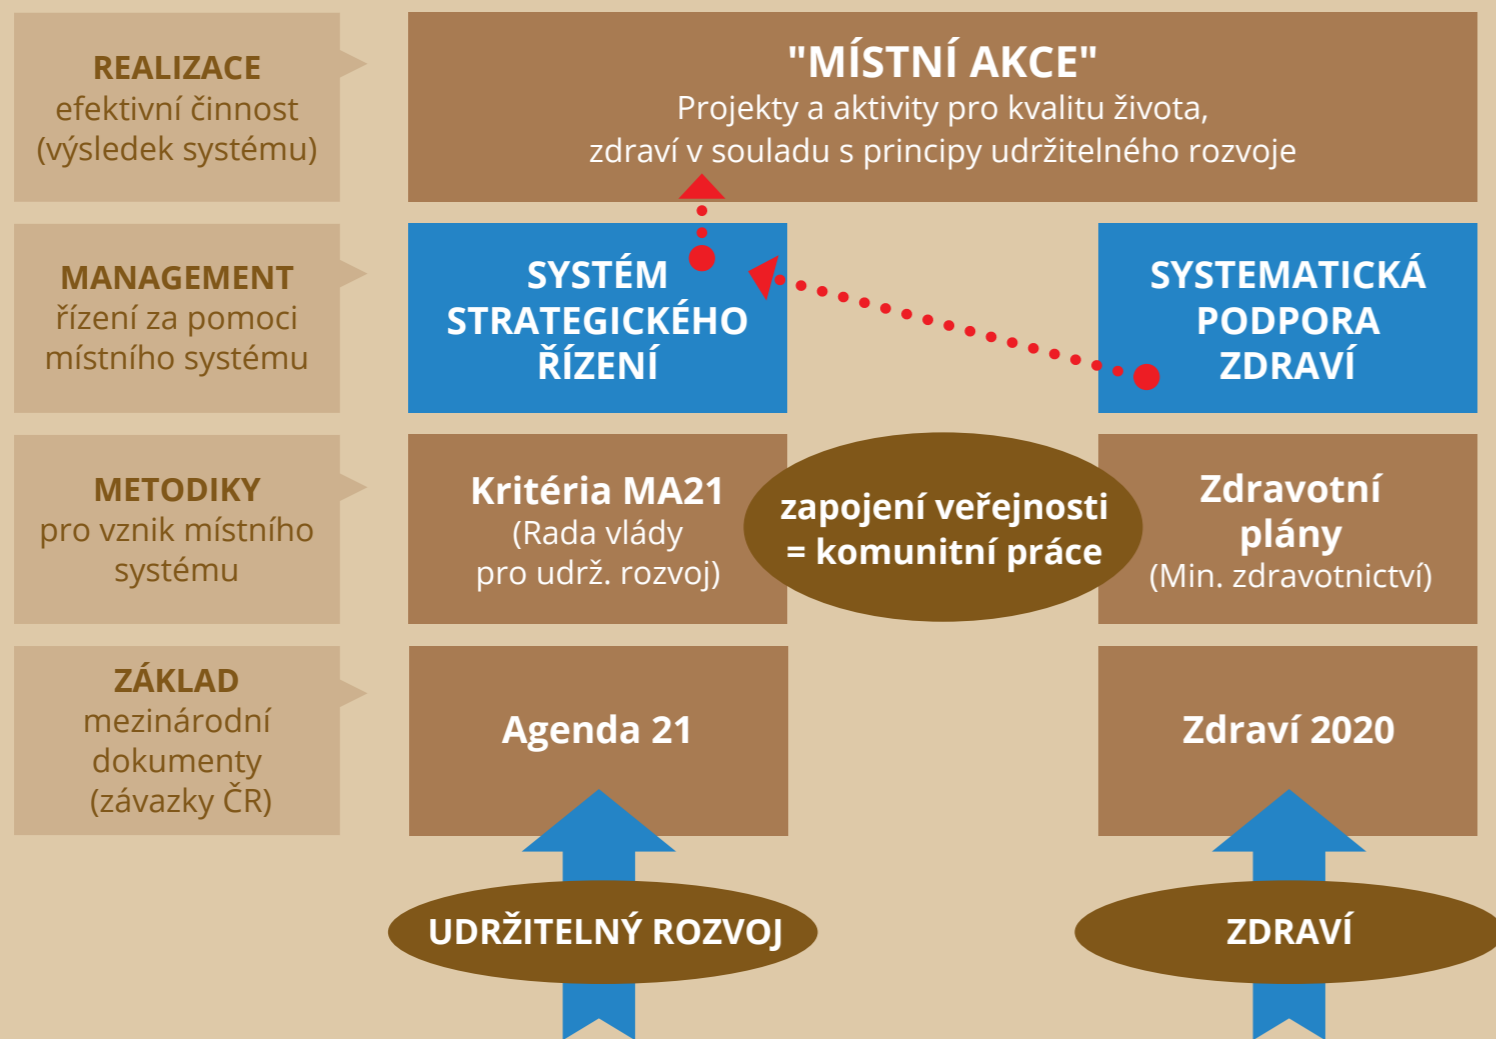 REALIZACE
efektivní činnost
(výsledek systému)
"MÍSTNÍ AKCE"
Projekty a aktivity pro kvalitu života,
zdraví v souladu s principy udržitelného rozvoje
MANAGEMENT
řízení za pomoci
místního systému
SYSTÉM
STRATEGICKÉHO
ŘÍZENÍ
SYSTEMATICKÁ
PODPORA
ZDRAVÍ
METODIKY
pro vznik místního
systému
Kritéria MA21
(Rada vlády
pro udrž. rozvoj)
zapojení veřejnosti
= komunitní práce
Zdravotní
plány
(Min. zdravotnictví)
ZÁKLAD
mezinárodní
dokumenty
(závazky ČR)
Agenda 21
Zdraví 2020
UDRŽITELNÝ ROZVOJ
ZDRAVÍ